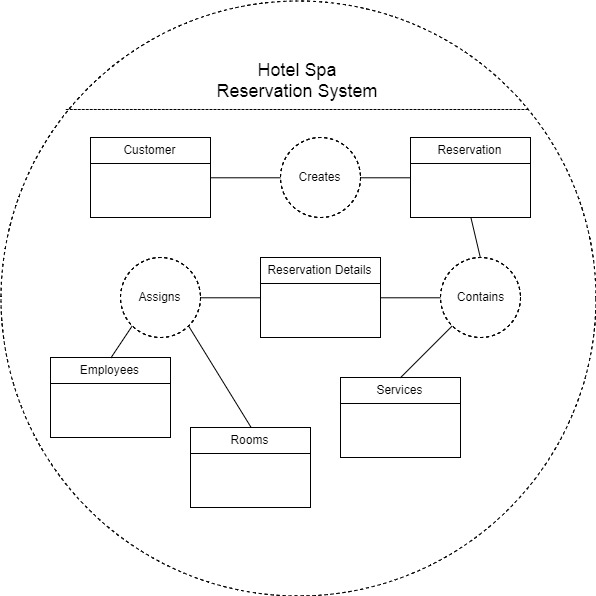 Hotel Spa
Reservation System
Customer
Creates
Reservation
Reservation Details
Assigns
Contains
Employees
Services
Rooms